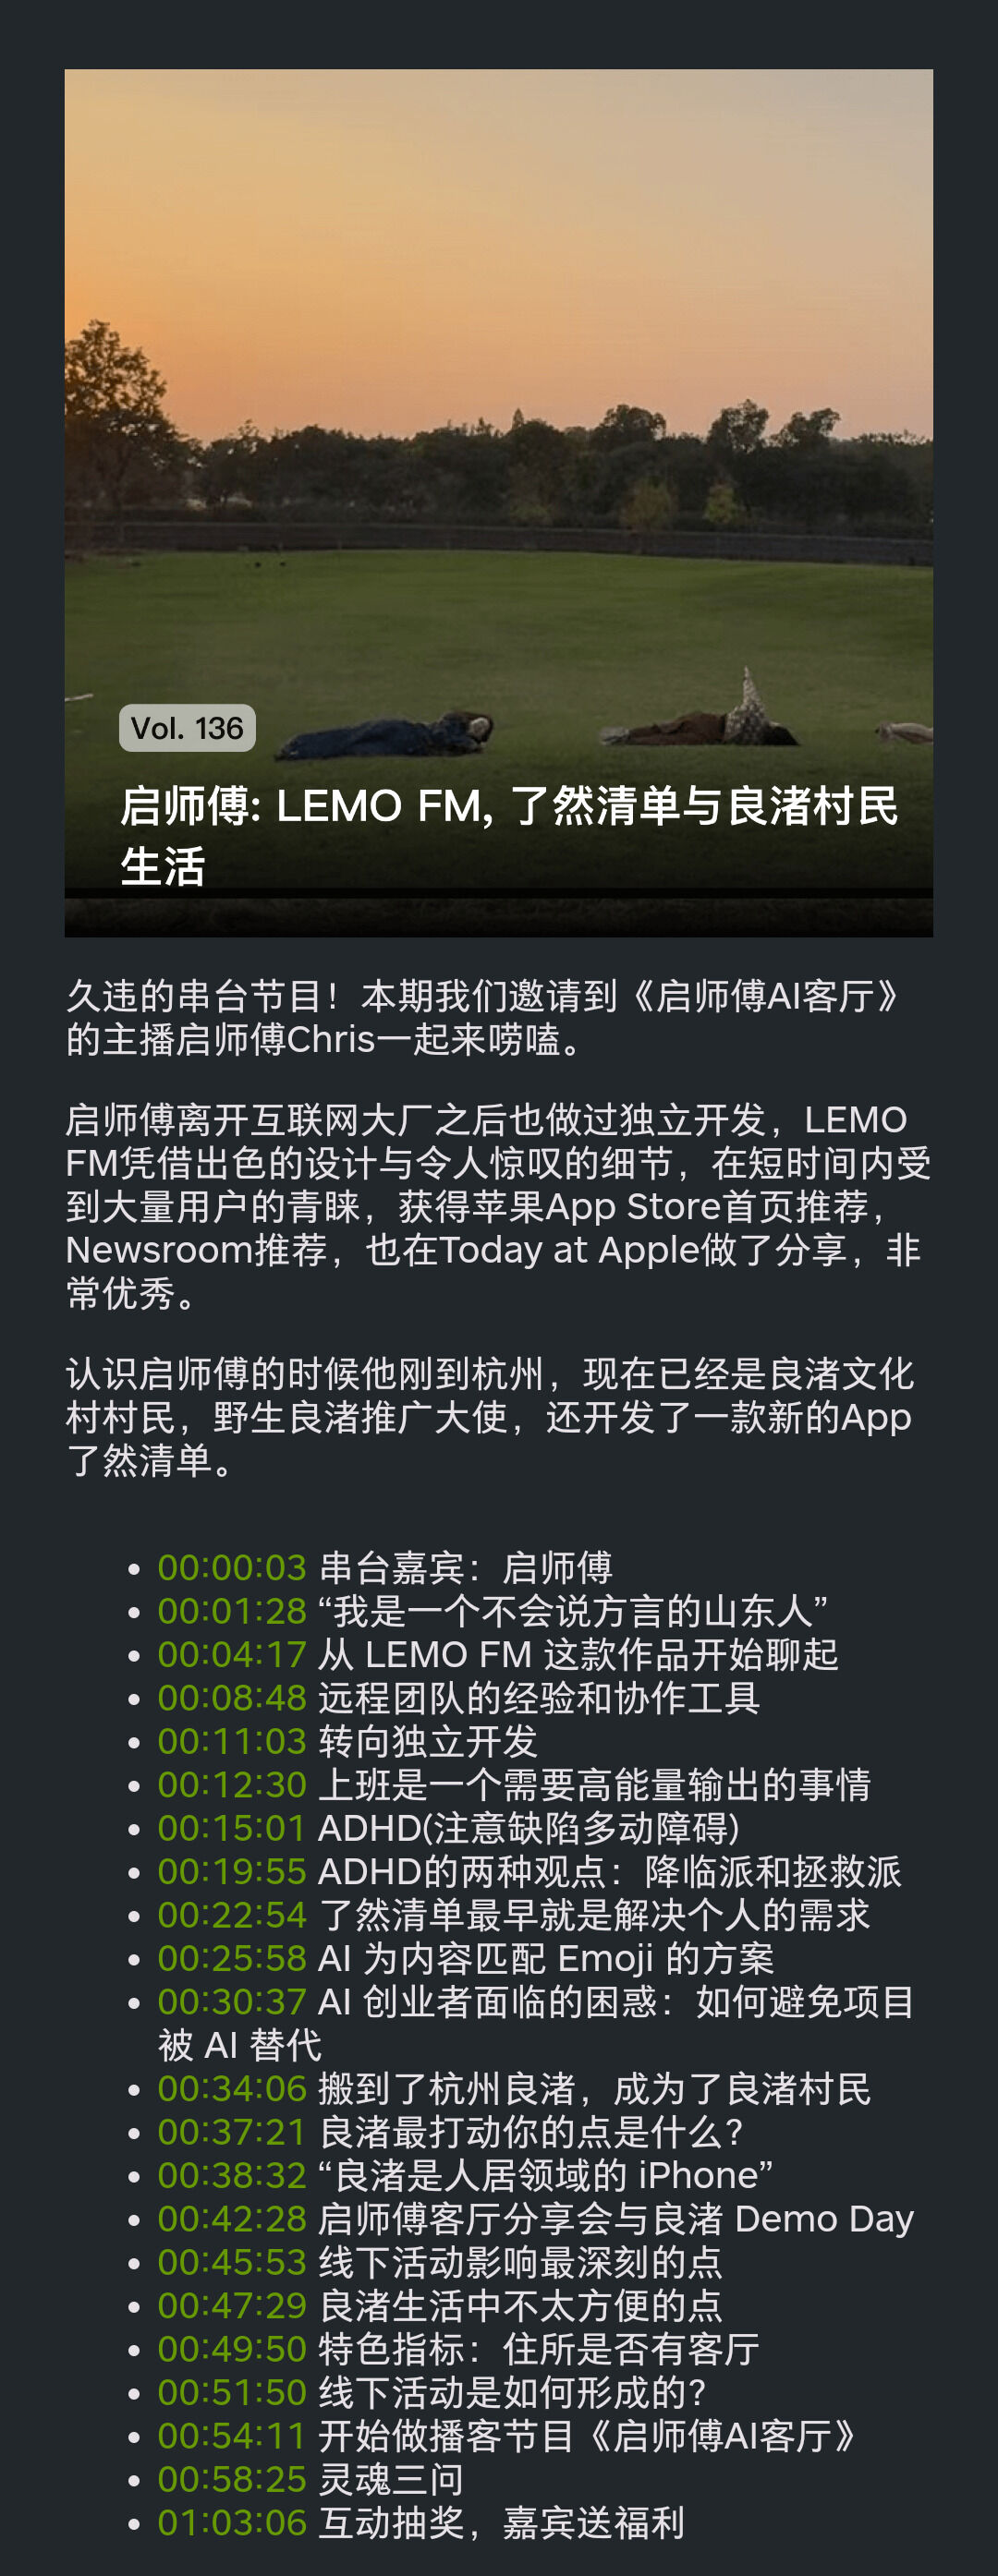 Vol. 136
启师傅: LEMO FM, 了然清单与良渚村民
生活
久违的串台节目！本期我们邀请到《启师傅AI客厅》
的主播启师傅Chris一起来唠嗑。
启师傅离开互联网大厂之后也做过独立开发，LEMO
FM凭借出色的设计与令人惊叹的细节，在短时间内受
到大量用户的青睐，获得苹果App Store首页推荐，
Newsroom推荐，也在Today at Apple做了分享，非
常优秀。
认识启师傅的时候他刚到杭州，现在已经是良渚文化
村村民，野生良渚推广大使，还开发了一款新的App
了然清单。
• 00:00:03 串台嘉宾：启师傅
• 00:01:28 “我是一个不会说方言的山东人”
• 00:04:17 从 LEMO FM 这款作品开始聊起
• 00:08:48 远程团队的经验和协作工具
• 00:11:03 转向独立开发
• 00:12:30 上班是一个需要高能量输出的事情
• 00:15:01 ADHD(注意缺陷多动障碍)
• 00:19:55 ADHD的两种观点：降临派和拯救派
• 00:22:54 了然清单最早就是解决个人的需求
• 00:25:58 AI 为内容匹配 Emoji 的方案
• 00:30:37 AI 创业者面临的困惑：如何避免项目
被 AI 替代
• 00:34:06 搬到了杭州良渚，成为了良渚村民
• 00:37:21 良渚最打动你的点是什么？
• 00:38:32 “良渚是人居领域的 iPhone”
• 00:42:28 启师傅客厅分享会与良渚 Demo Day
• 00:45:53 线下活动影响最深刻的点
• 00:47:29 良渚生活中不太方便的点
• 00:49:50 特色指标：住所是否有客厅
• 00:51:50 线下活动是如何形成的？
• 00:54:11 开始做播客节目《启师傅AI客厅》
• 00:58:25 灵魂三问
• 01:03:06 互动抽奖，嘉宾送福利